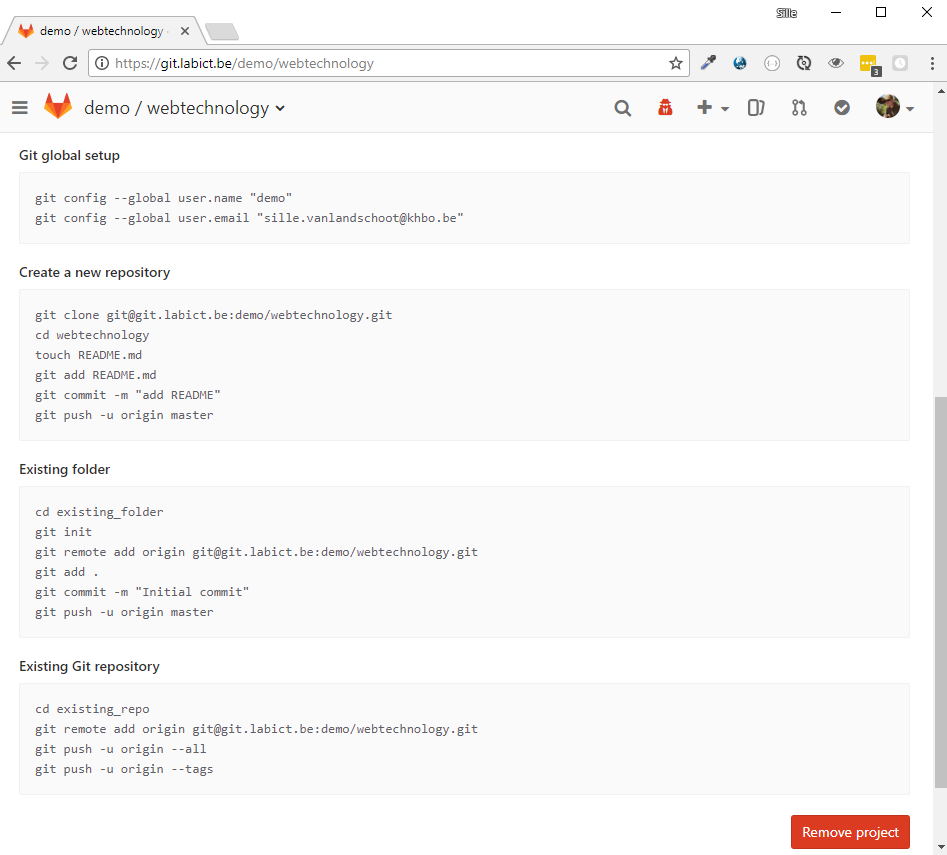 Sille
demo / webtechnology
https://git.labict.be/demo/webtechnology
3
demo / webtechnology
Git global setup
git config --global user.name "demo"
git config --global user.email "sille.vanlandschoot@khbo.be"
Create a new repository
git clone git@git.labict.be:demo/webtechnology.git
cd webtechnology
touch README.md
git add README.md
git commit -m "add README"
git push -u origin master
Existing folder
cd existing_folder
git init
git remote add origin git@git.labict.be:demo/webtechnology.git
git add .
git commit -m "Initial commit"
git push -u origin master
Existing Git repository
cd existing_repo
git remote add origin git@git.labict.be:demo/webtechnology.git
git push -u origin --all
git push -u origin --tags
Remove project